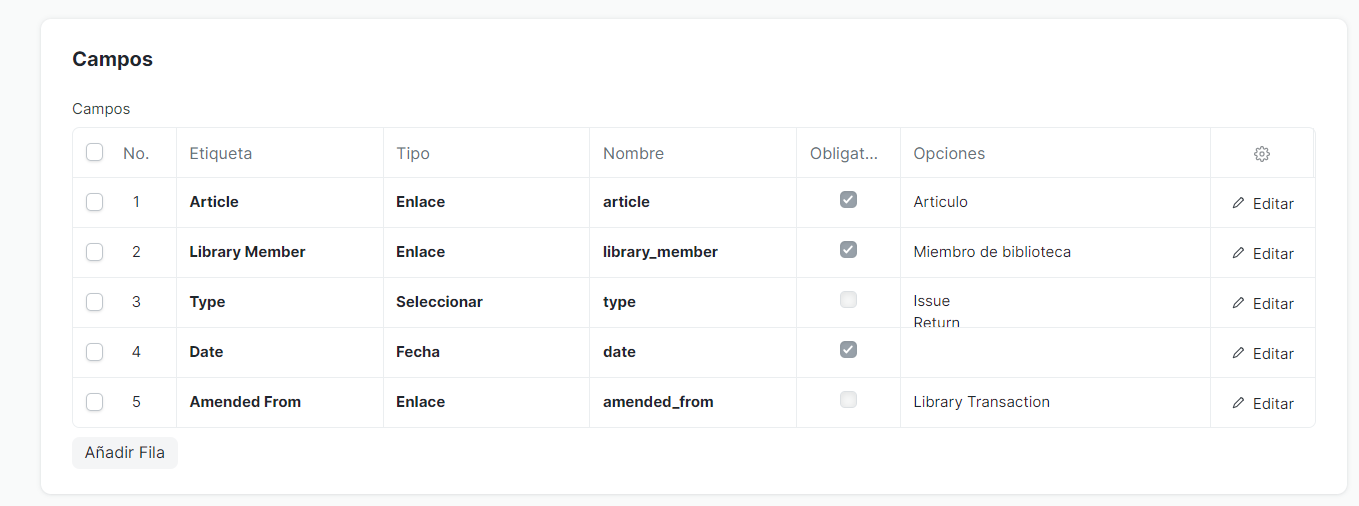 Campos
Campos
No. Etiqueta Tipo Nombre Obligat... Opciones
1 Article Enlace article Articulo Editar
2 Library Member Enlace library_member Miembro de biblioteca Editar
3 Type Seleccionar type Issue Editar
Return
4 Date Fecha date Editar
5 Amended From Enlace amended_from Library Transaction Editar
Añadir Fila